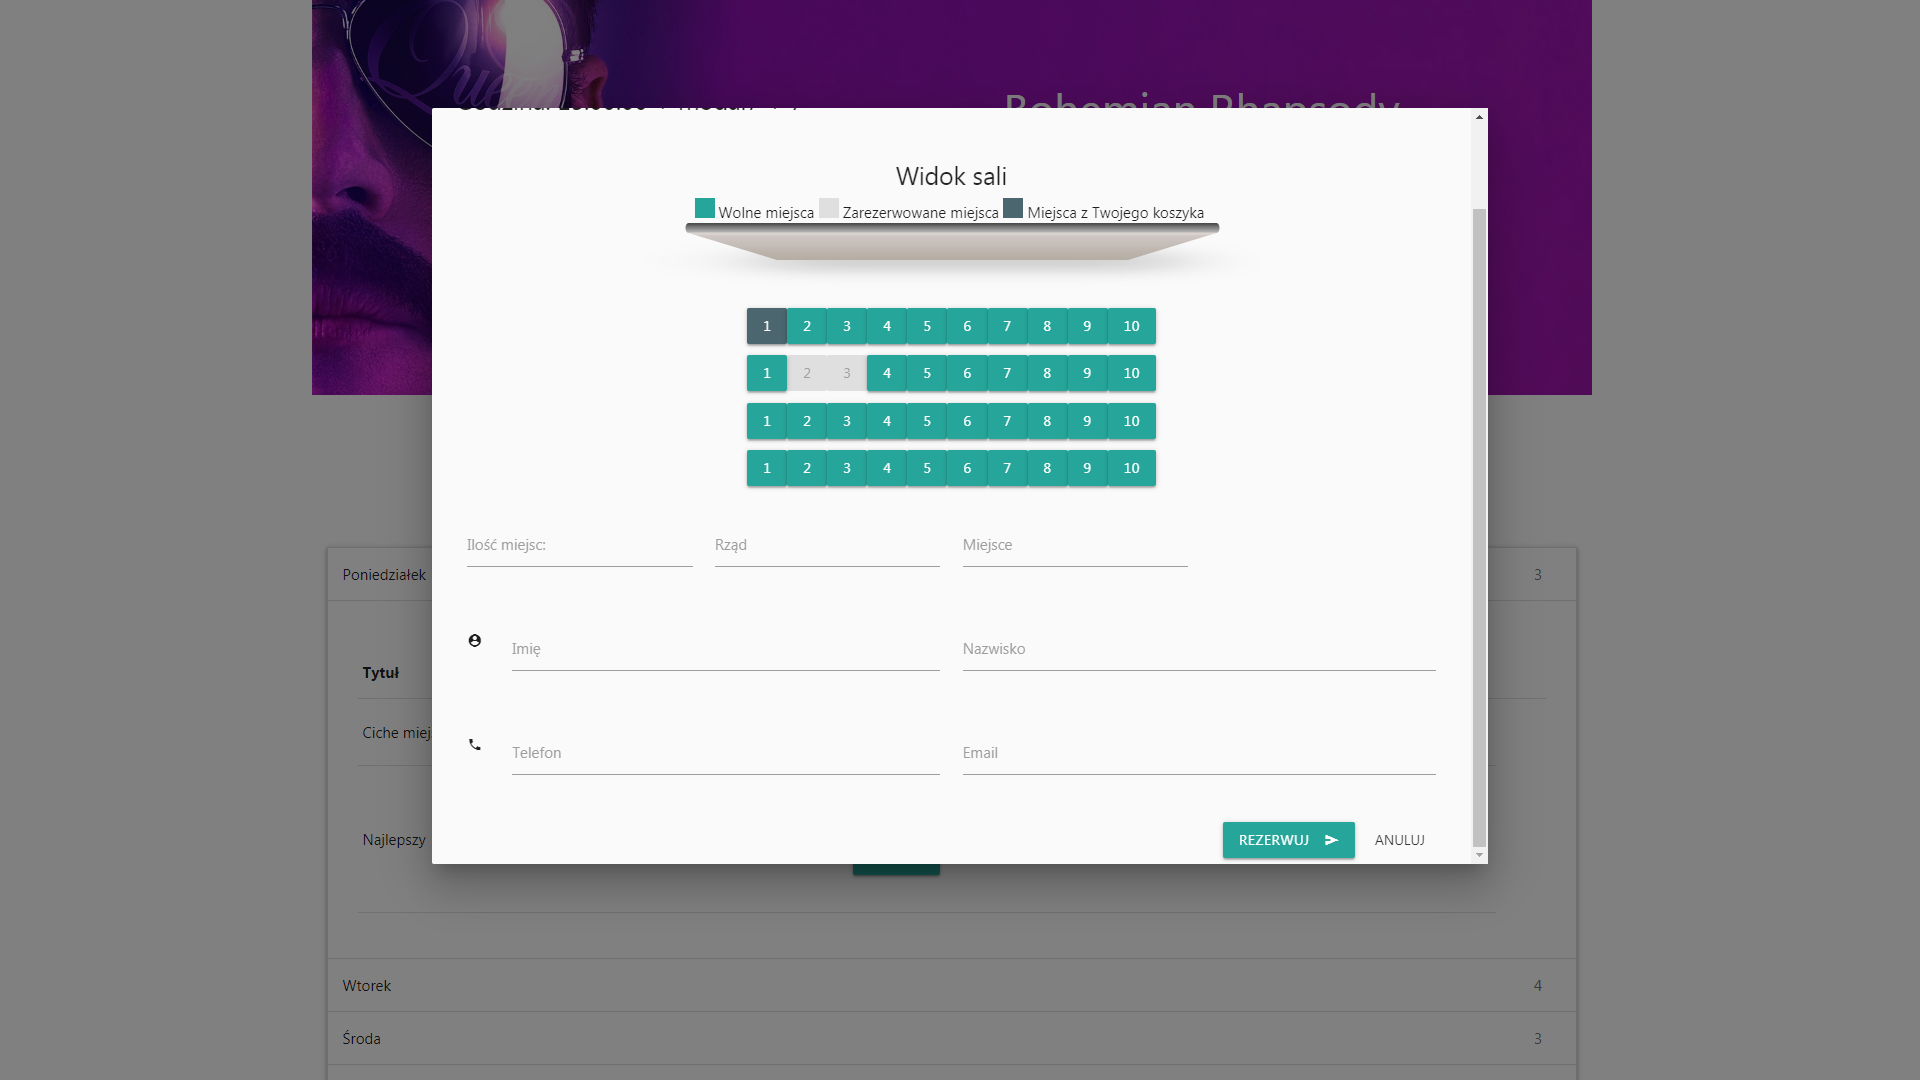 Queen
Bohemian Rhapsody
Widok sali
Wolne miejsca Zarezerwowane miejsca Miejsca z Twojego koszyka
1 2 3 4 5 6 7 8 9 10
1 2 3 4 5 6 7 8 9 10
1 2 3 4 5 6 7 8 9 10
1 2 3 4 5 6 7 8 9 10
Ilość miejsc: Rząd Miejsce
Poniedziałek 3
Imię Nazwisko
Tytuł
Ciche miej
Telefon Email
Najlepszy
REZERWUJ ANULUJ
Wtorek 4
Środa 3